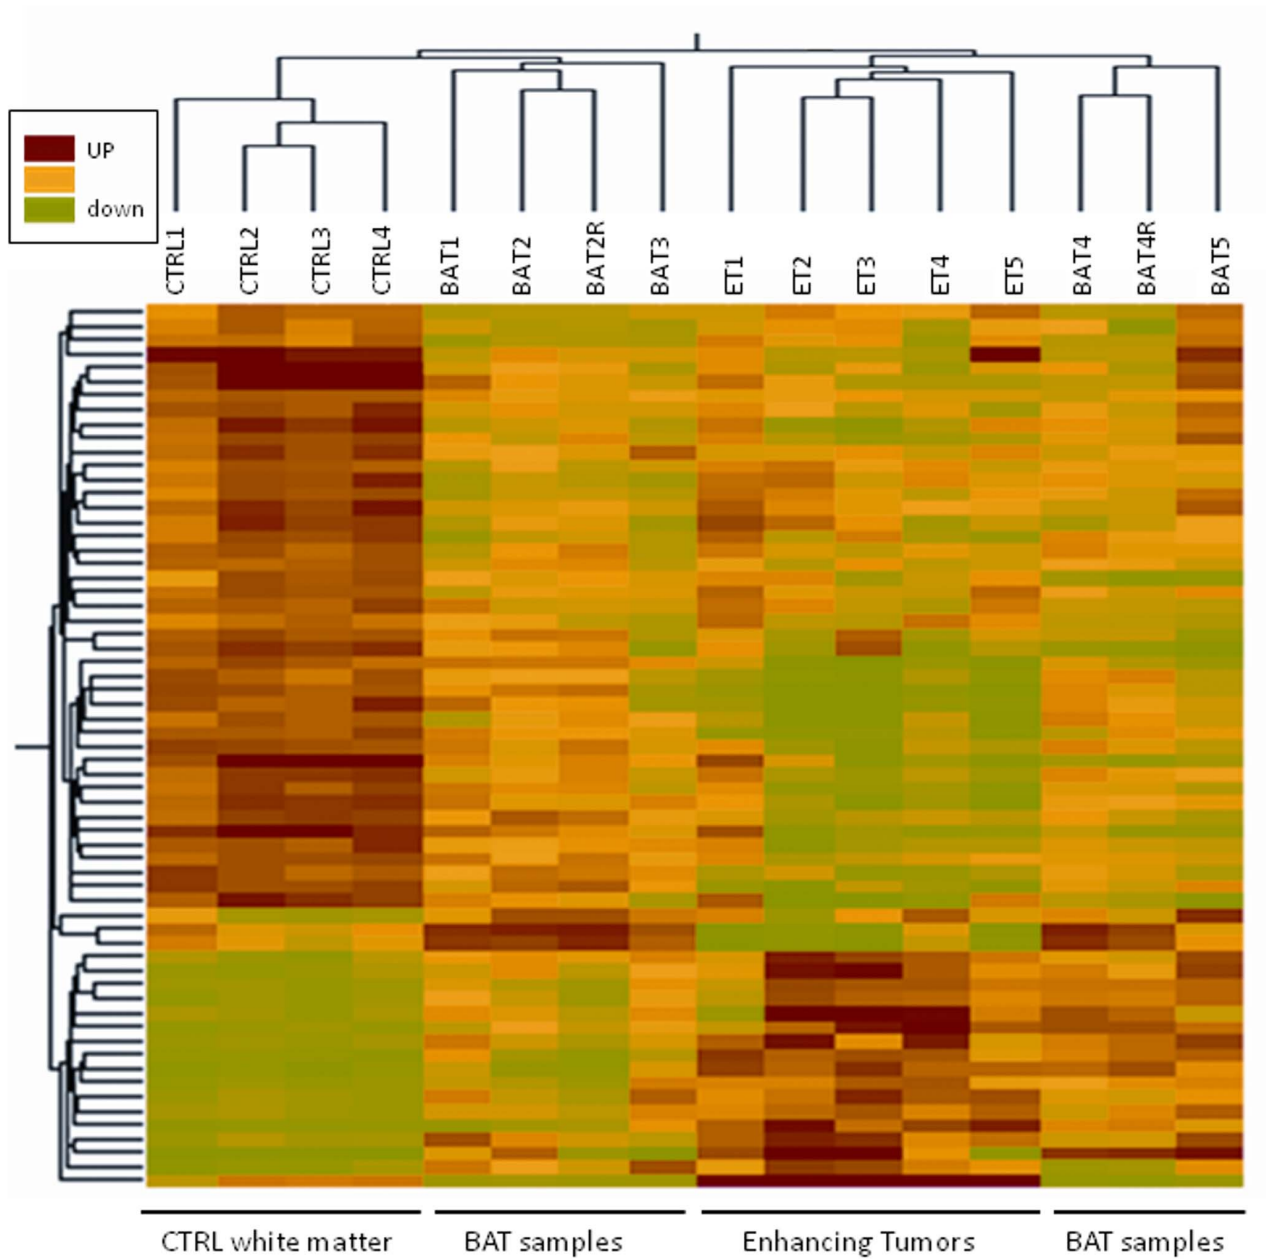 UP
down
CTRL1
CTRL2
CTRL3
CTRL4
BAT1
BAT2
BAT2R
BAT3
ET1
ET2
ET3
ET4
ET5
BAT4
BAT4R
BAT5
CTRL white matter
BAT samples
Enhancing Tumors
BAT samples